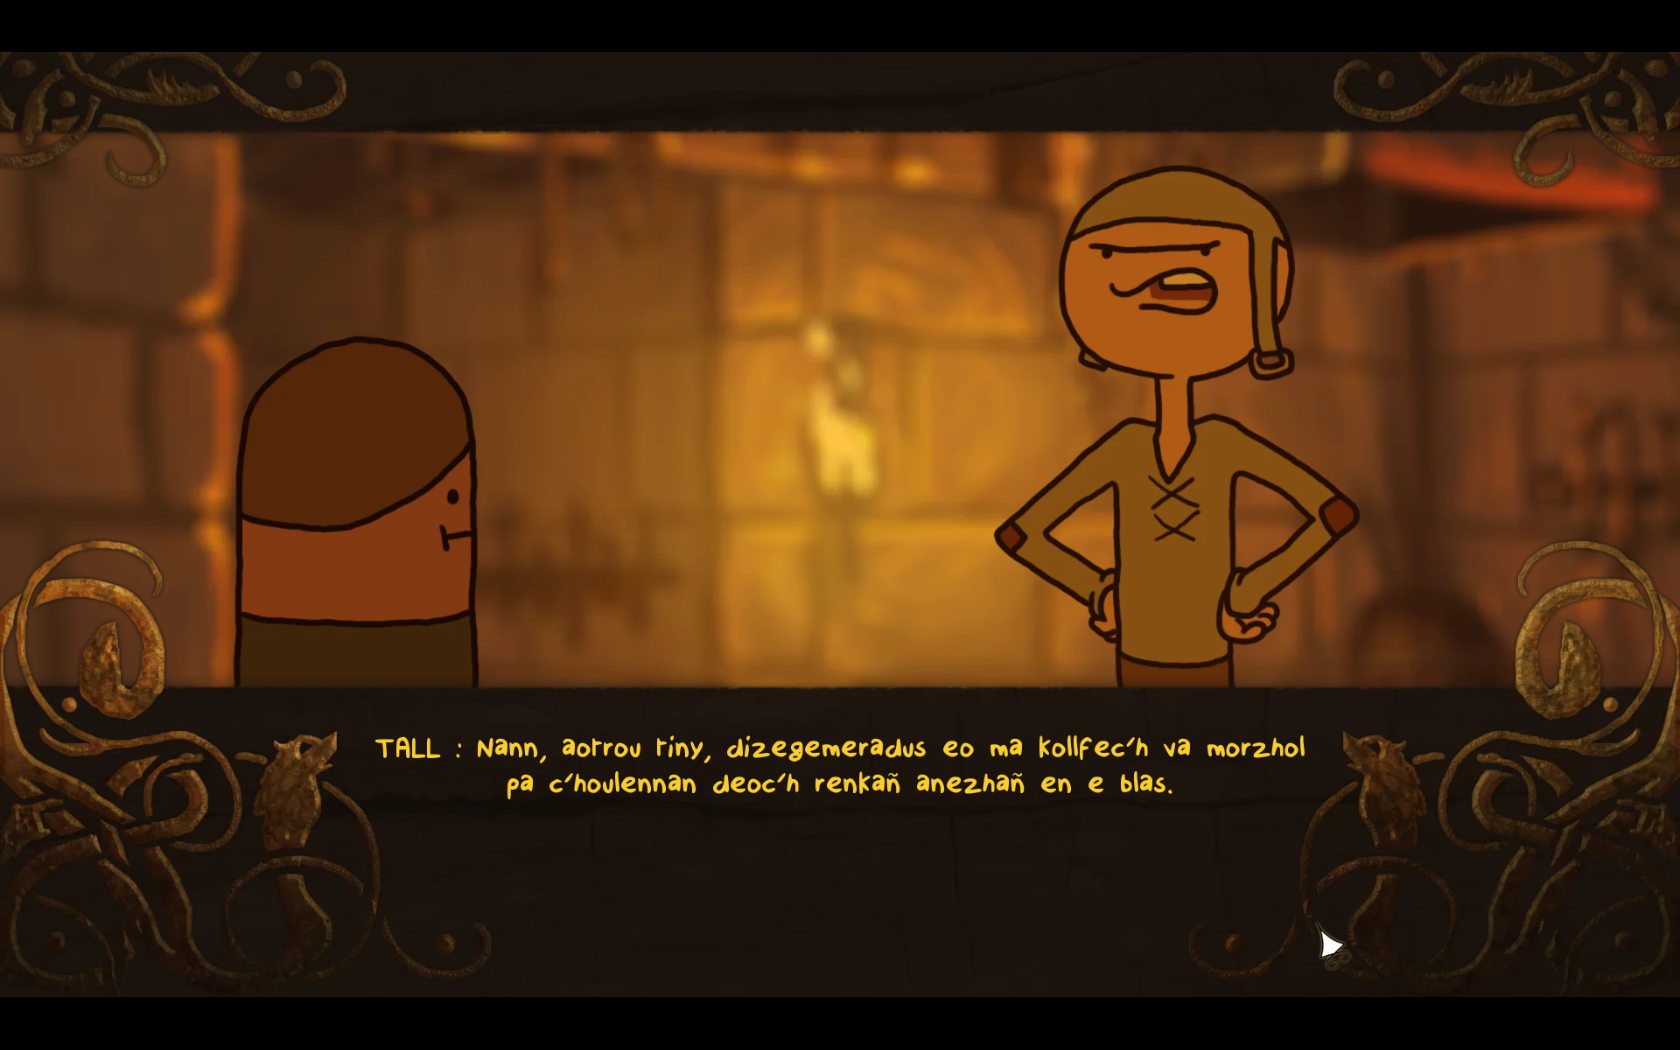 TALL : Nann, aotrou tiny, dizegemeradus eo ma kollfec'h va morzhol
pa c'houlennan deoc'h renkañ anezhañ en e blas.